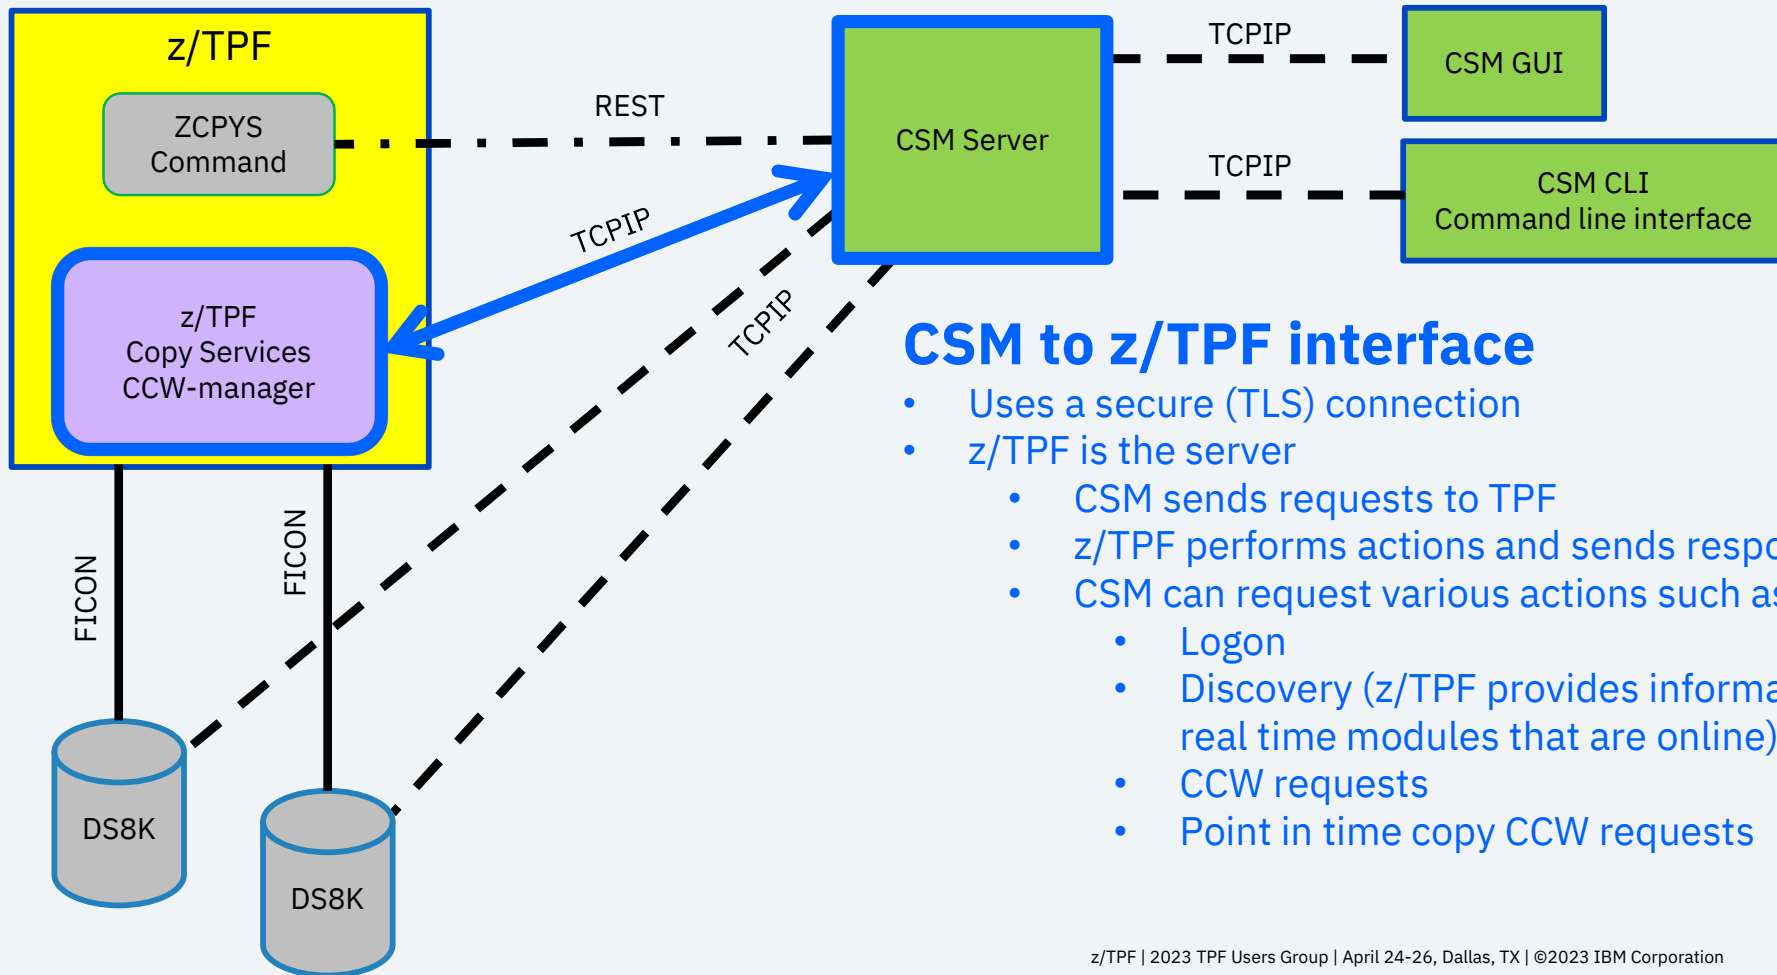 z/TPF
ZCPYS
Command
REST
CSM Server
TCPIP
CSM GUI
TCPIP
CSM CLI
Command line interface
TCPIP
z/TPF
Copy Services
CCW-manager
TCPIP
FICON
FICON
DS8K
DS8K
CSM to z/TPF interface
• Uses a secure (TLS) connection
• z/TPF is the server
• CSM sends requests to TPF
• z/TPF performs actions and sends
• CSM can request various actions such as
• Logon
• Discovery (z/TPF provides
real time modules that are online)
• CCW requests
• Point in time copy CCW requests
z/TPF | 2023 TPF Users Group | April 24-26, Dallas, TX | ©2023 IBM Corporation